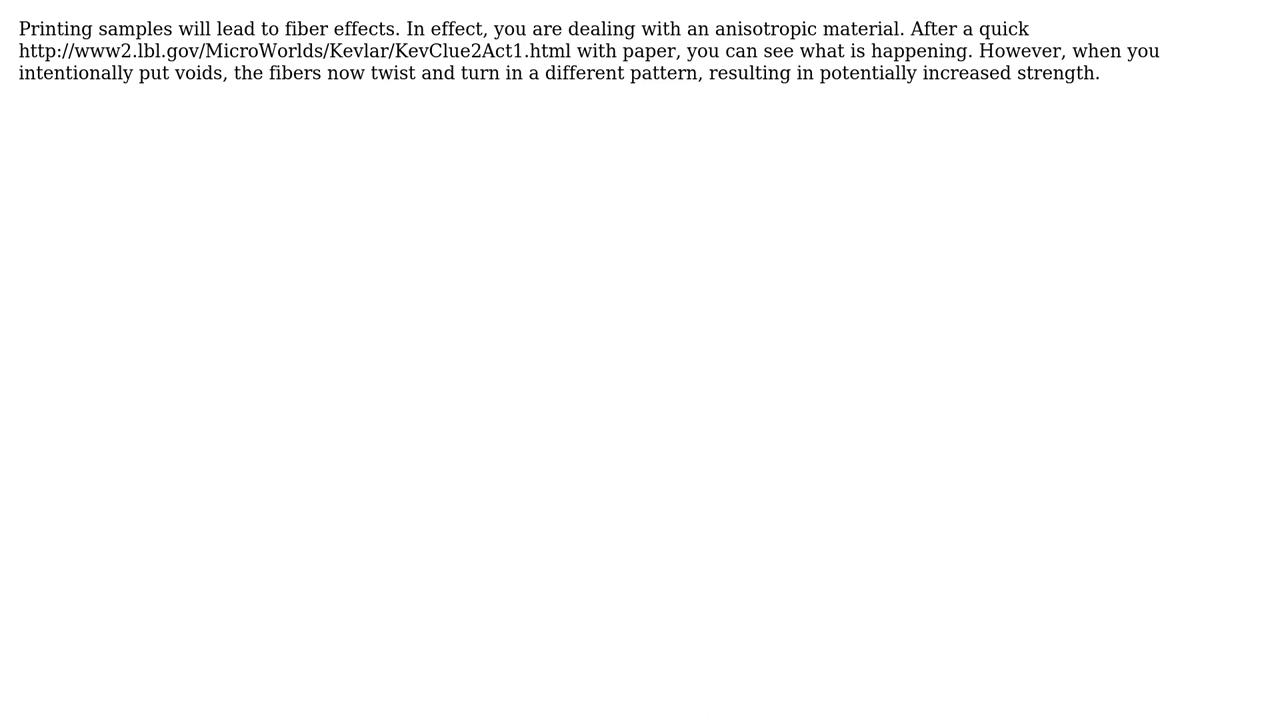 Printing samples will lead to fiber effects. In effect, you are dealing with an anisotropic material. After a quick
http://www2.lbl.gov/MicroWorlds/Kevlar/KevClue2Act1.html with paper, you can see what is happening. However, when you
intentionally put voids, the fibers now twist and turn in a different pattern, resulting in potentially increased strength.